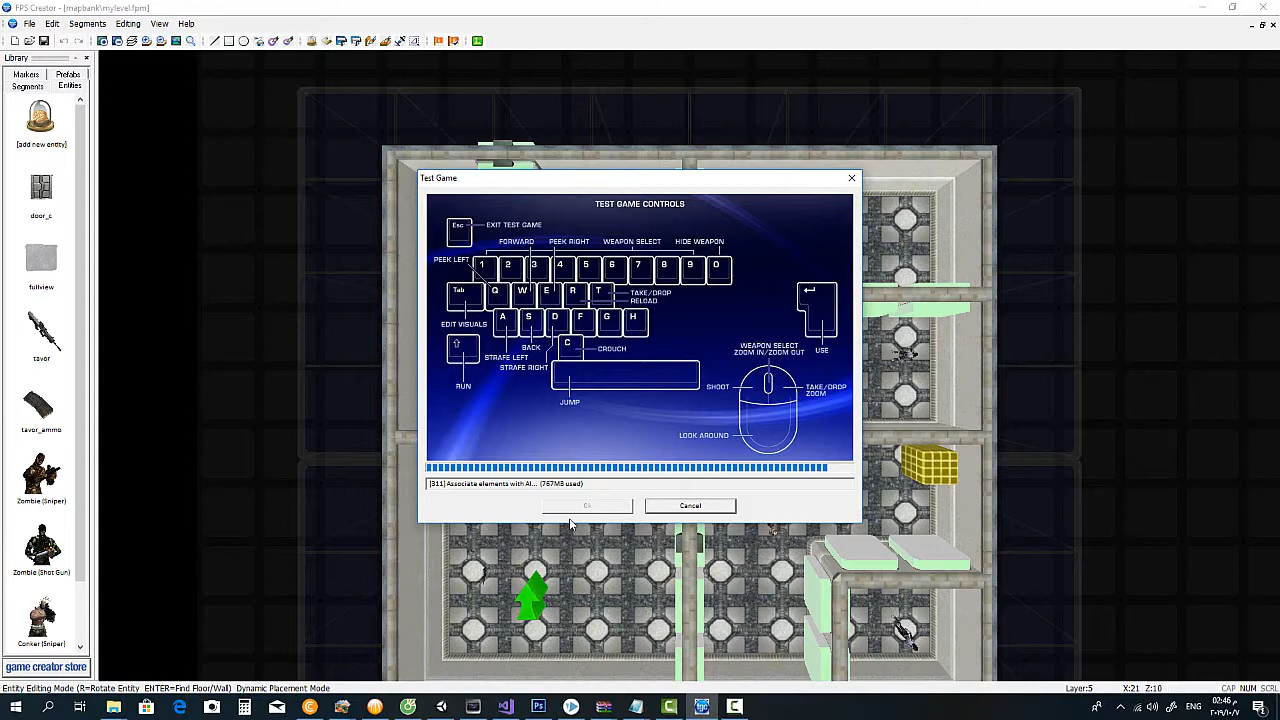 FPS Creator - [mapbank\mylevel.fpm]
File Edit Segments Editing View Help
Library
Markers Prefabs
Segments Entities
[add new entity]
door_c
fullview
tavor
tavor_ammo
Zombie (Sniper)
Zombie (Shot Gun)
Conker (Sniper)
game creator store
Test Game
TEST GAME CONTROLS
Esc EXIT TEST GAME
FORWARD PEEK RIGHT WEAPON SELECT HIDE WEAPON
PEEK LEFT
1 2 3 4 5 6 7 8 9 0
Tab Q W E R T TAKE/DROP
RELOAD
EDIT VISUALS
A S D F G H
USE
BACK
C CROUCH
STRAFE LEFT
STRAFE RIGHT
RUN
JUMP
WEAPON SELECT
ZOOM IN/ZOOM OUT
SHOOT
TAKE/DROP
ZOOM
LOOK AROUND
[311] Associate elements with AI... (767MB used)
Ok Cancel
Entity Editing Mode (R=Rotate Entity ENTER=Find Floor/Wall) Dynamic Placement Mode
Layer:5 X:21 Z:10 CAP NUM SCRL
ENG
02:46 م